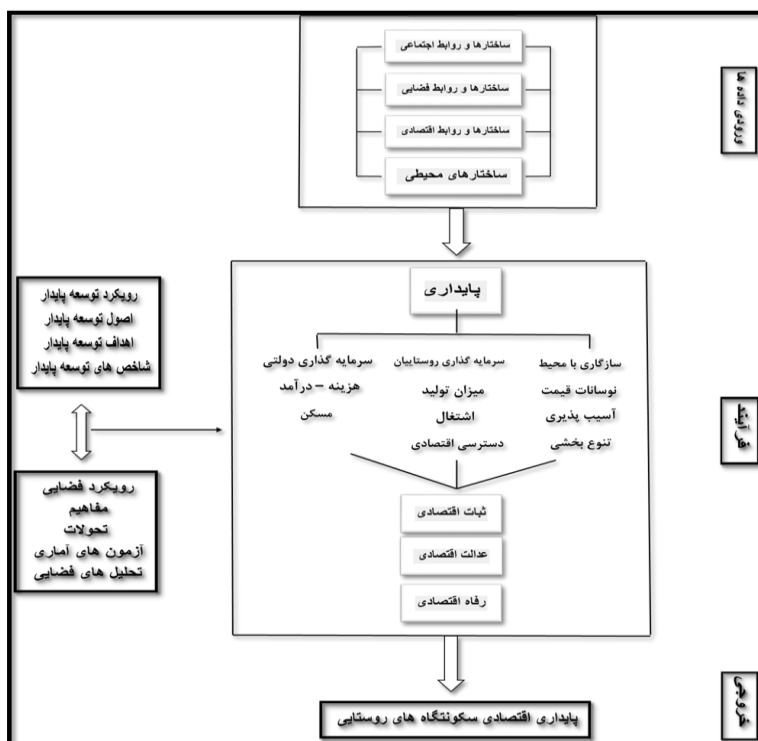 ساختارها و روابط اجتماعی
ساختارها و روابط فضایی
ساختارها و روابط اقتصادی
ساختارهای محیطی
ورودی داده ها
پایداری
سازگاری با محیط
نوسانات قیمت
آسیب پذیری
تنوع بخشی
سرمایه گذاری روستاییان
میزان تولید
اشتغال
دسترسی اقتصادی
سرمایه گذاری دولتی
هزینه – درآمد
مسکن
ثبات اقتصادی
عدالت اقتصادی
رفاه اقتصادی
فرآیند
رویکرد توسعه پایدار
اصول توسعه پایدار
اهداف توسعه پایدار
شاخص های توسعه پایدار
رویکرد فضایی
مفاهیم
تحولات
آزمون های آماری
تحلیل های فضایی
خروجی
پایداری اقتصادی سکونتگاه های روستایی